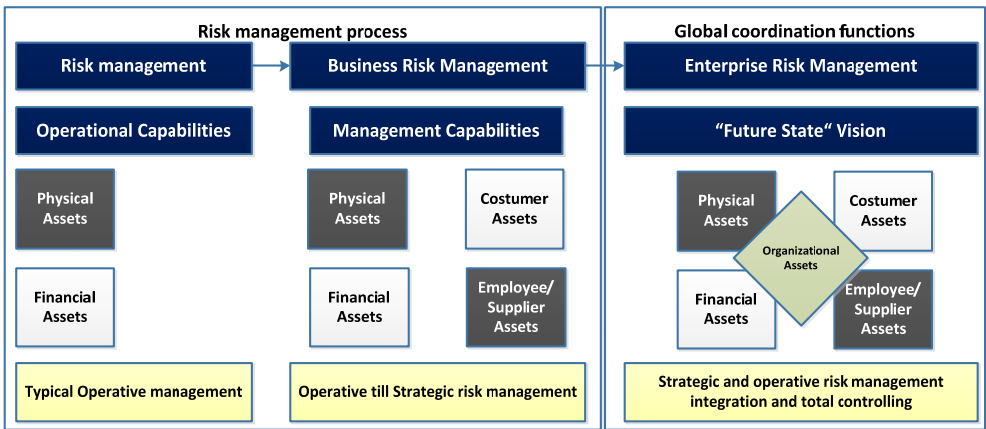 Risk management process
Global coordination functions
Risk management
Business Risk Management
Enterprise Risk Management
Operational Capabilities
Management Capabilities
“Future State“ Vision
Physical
Assets
Physical
Assets
Costumer
Assets
Physical
Assets
Costumer
Assets
Organizational
Assets
Financial
Assets
Financial
Assets
Employee/
Supplier
Assets
Financial
Assets
Employee/
Supplier
Assets
Typical Operative management
Operative till Strategic risk management
Strategic and operative risk management
integration and total controlling